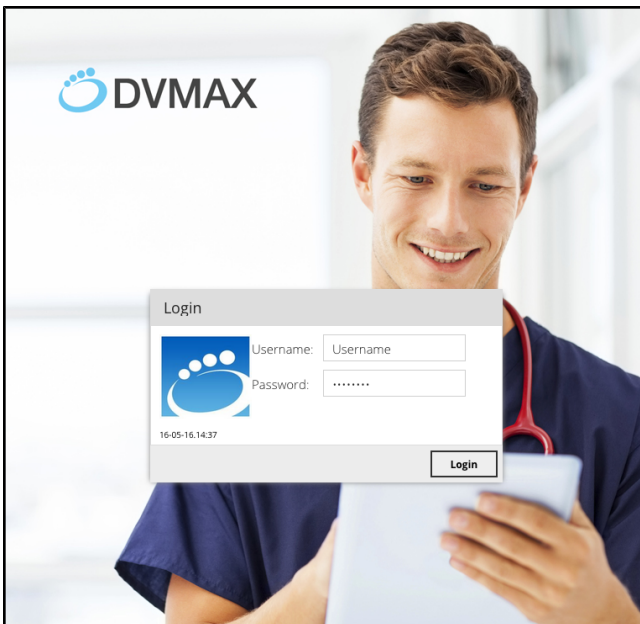 DVMAX
Login
Username: Username
Password: ········
16-05-16.14:37
Login